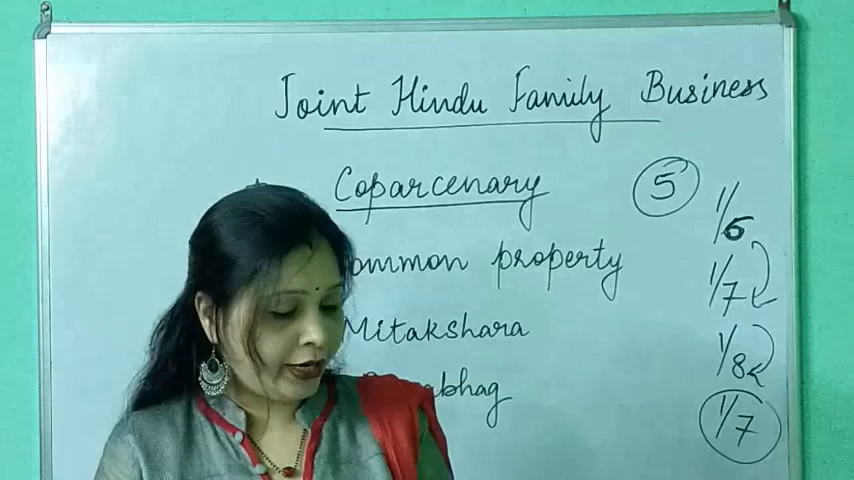 Joint Hindu Family Business
Coparcenary
5
1/6
ommon property
1/7
Mitakshara
1/8
bhag
1/7